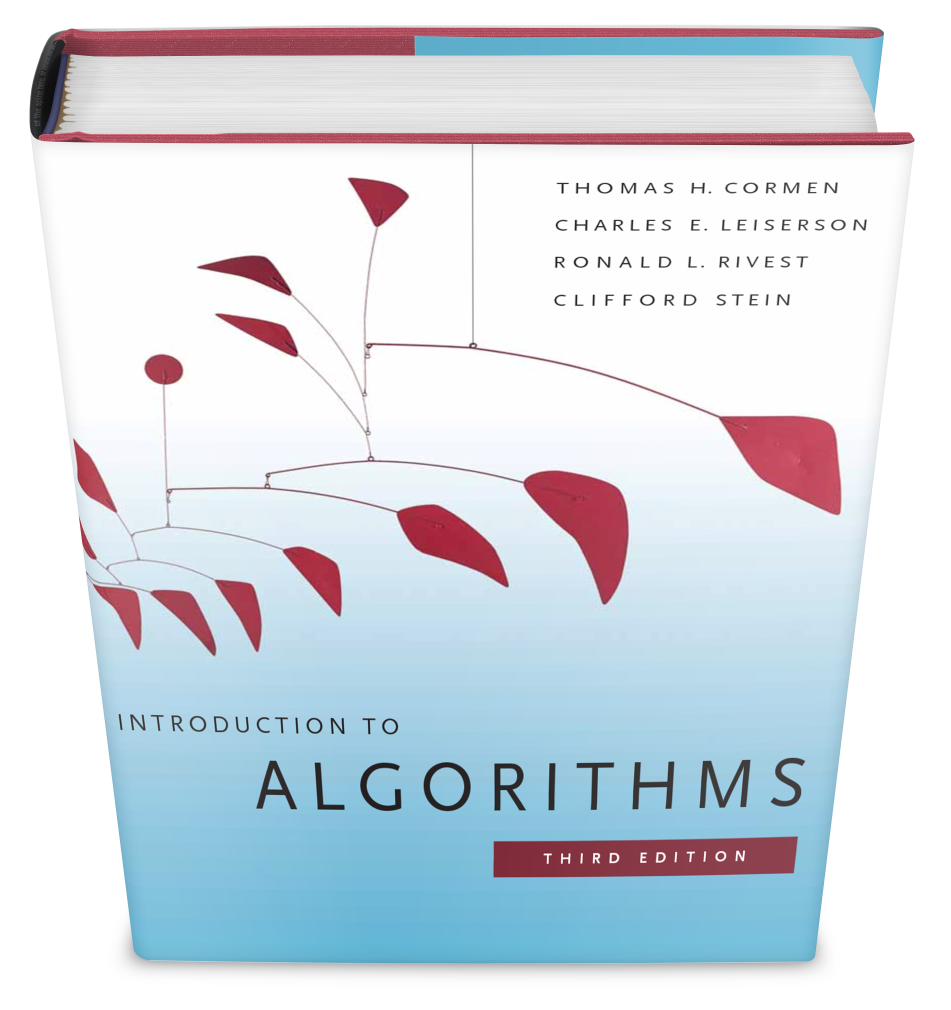 THOMAS H. CORMEN
CHARLES E. LEISERSON
RONALD L. RIVEST
CLIFFORD STEIN
INTRODUCTION TO
ALGORITHMS
THIRD EDITION